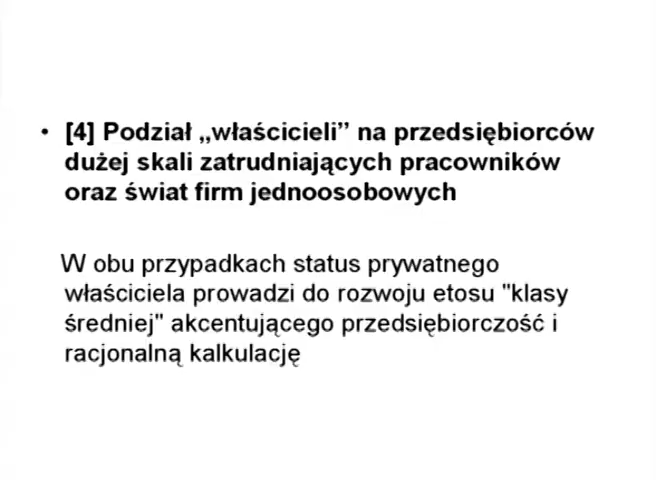 • [4] Podział „właścicieli” na przedsiębiorców
dużej skali zatrudniających pracowników
oraz świat firm jednoosobowych
W obu przypadkach status prywatnego
właściciela prowadzi do rozwoju etosu "klasy
średniej" akcentującego przedsiębiorczość i
racjonalną kalkulację